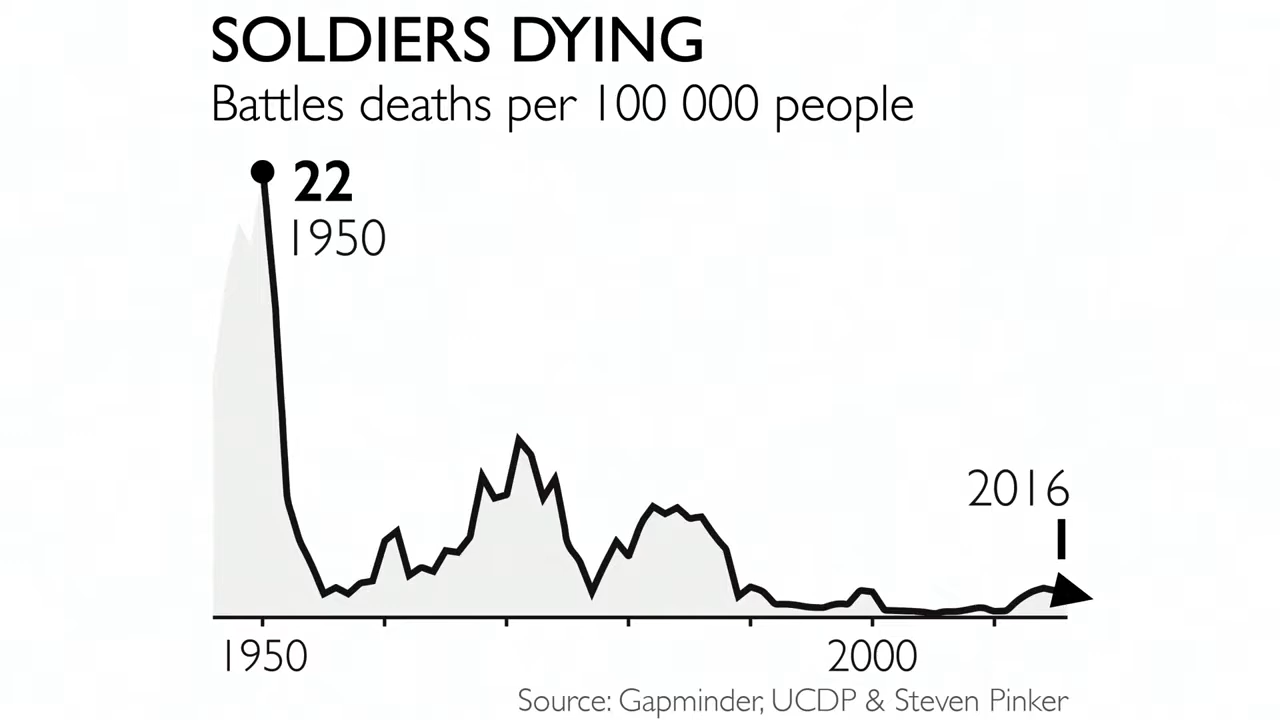 SOLDIERS DYING
Battles deaths per 100 000 people
22
1950
2016
1950 2000
Source: Gapminder, UCDP & Steven Pinker